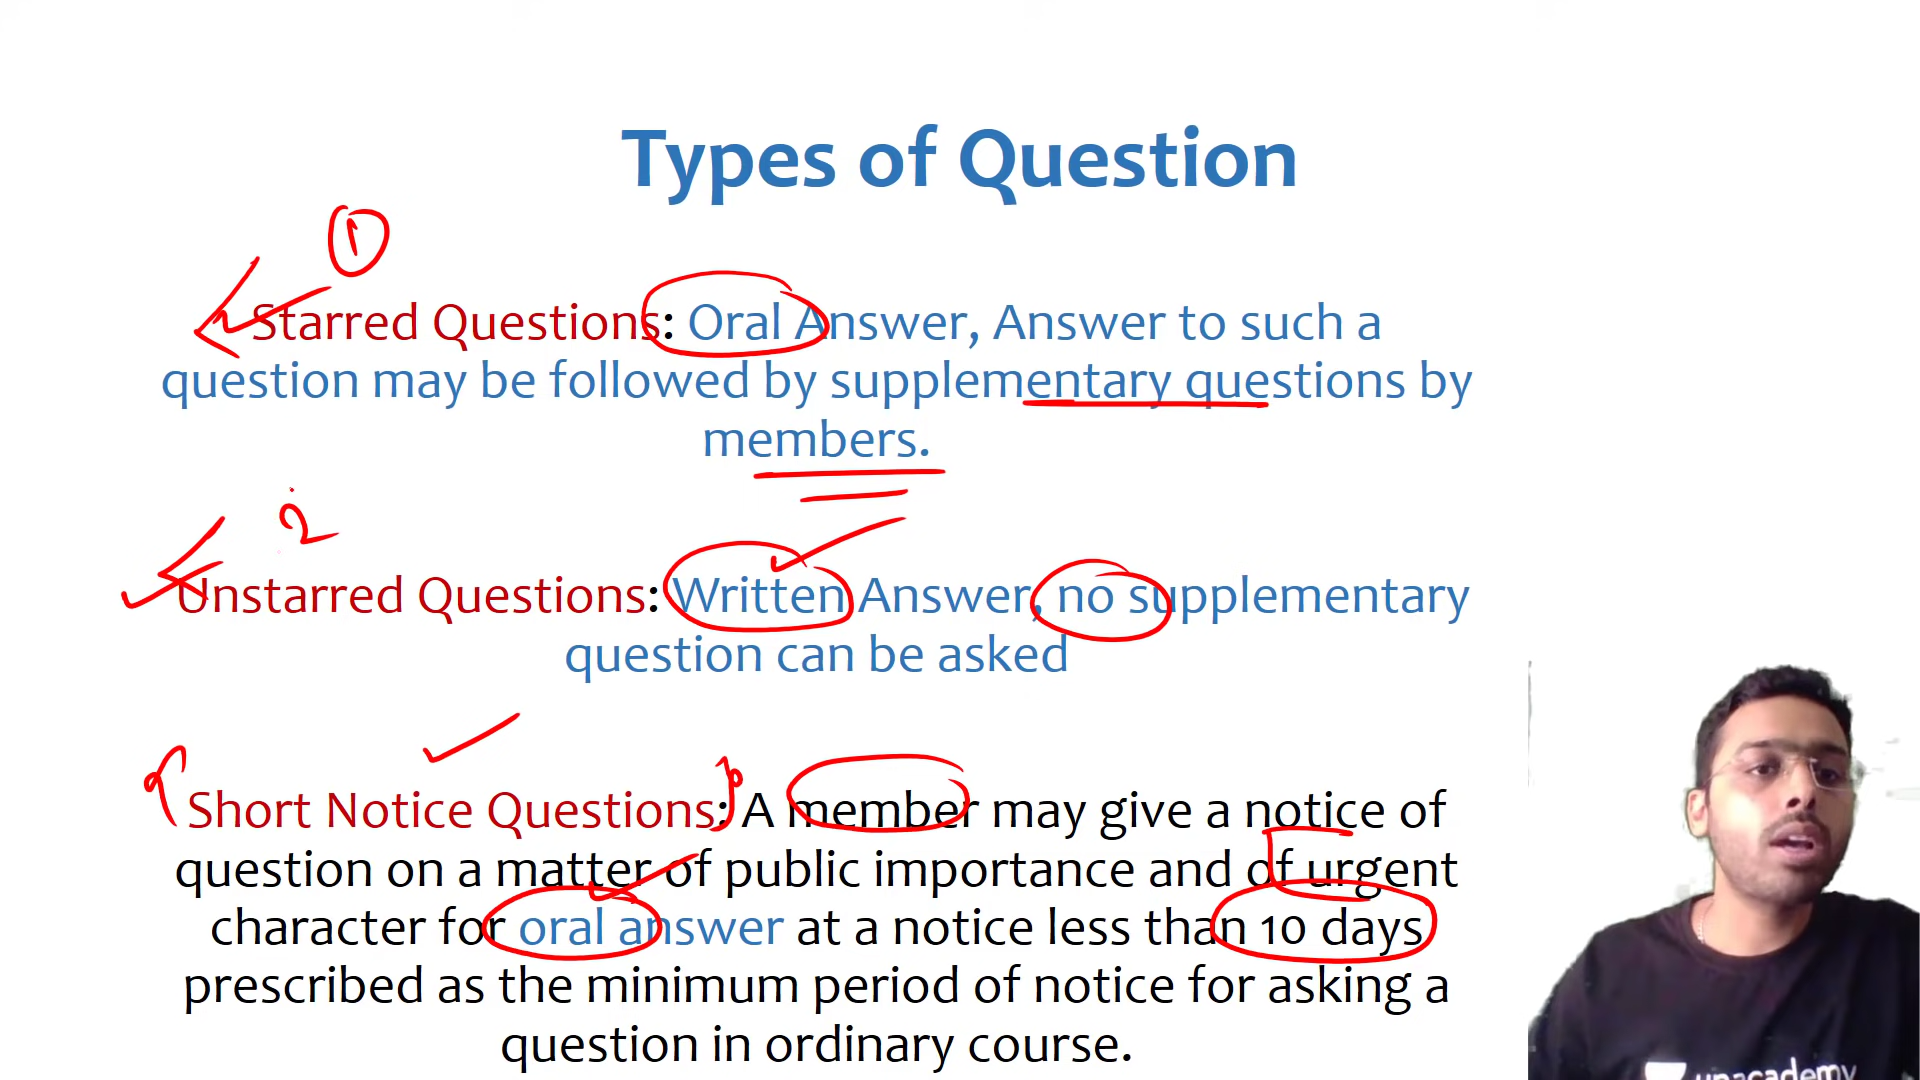 Types of Question
1
Starred Questions: Oral Answer, Answer to such a
question may be followed by supplementary questions by
members.
2
Unstarred Questions: Written Answer, no supplementary
question can be asked
Short Notice Questions: A member may give a notice of
question on a matter of public importance and of urgent
character for oral answer at a notice less than 10 days
prescribed as the minimum period of notice for asking a
question in ordinary course.
unacademy